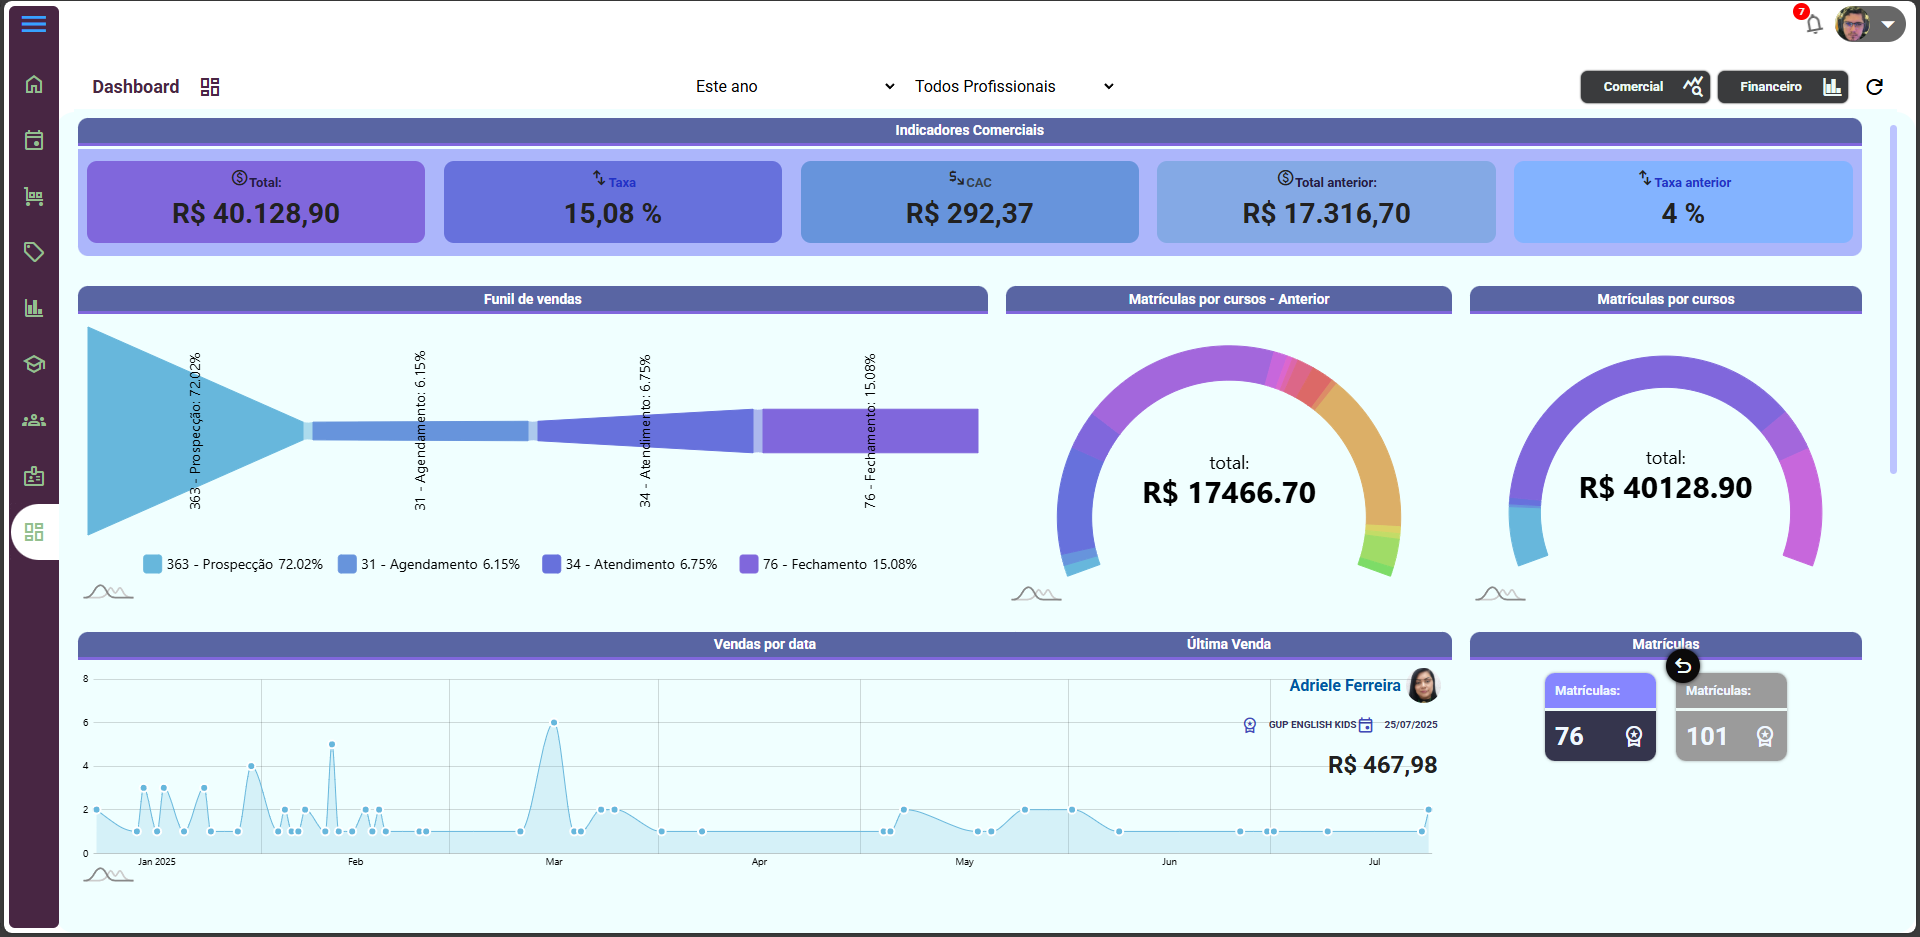 7
Dashboard
Este ano
Todos Profissionais
Comercial
Financeiro
Indicadores Comerciais
Total:
R$ 40.128,90
Taxa
15,08 %
CAC
R$ 292,37
Total anterior:
R$ 17.316,70
Taxa anterior
4 %
Funil de vendas
363 - Prospecção: 72.02%
31 - Agendamento: 6.15%
34 - Atendimento: 6.75%
76 - Fechamento: 15.08%
363 - Prospecção 72.02%
31 - Agendamento 6.15%
34 - Atendimento 6.75%
76 - Fechamento 15.08%
Matrículas por cursos - Anterior
total:
R$ 17466.70
Matrículas por cursos
total:
R$ 40128.90
Vendas por data
Última Venda
8
6
4
2
0
Jan 2025
Feb
Mar
Apr
May
Jun
Jul
Adriele Ferreira
GUP ENGLISH KIDS
25/07/2025
R$ 467,98
Matrículas
Matrículas:
76
Matrículas:
101